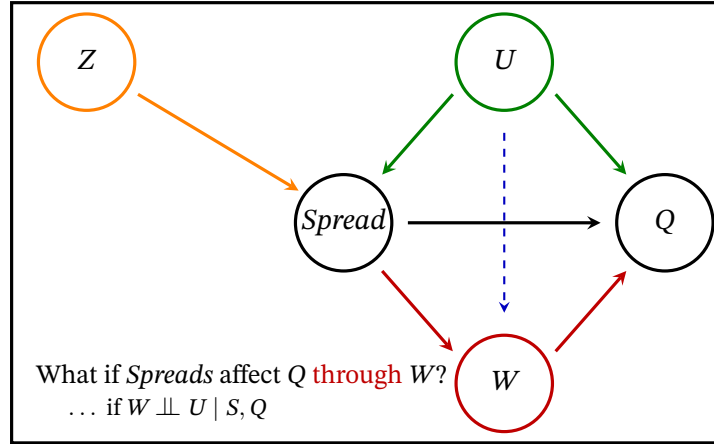 Z
U
Spread
Q
W
What if Spreads affect Q through W?
... if W ⫫ U | S, Q